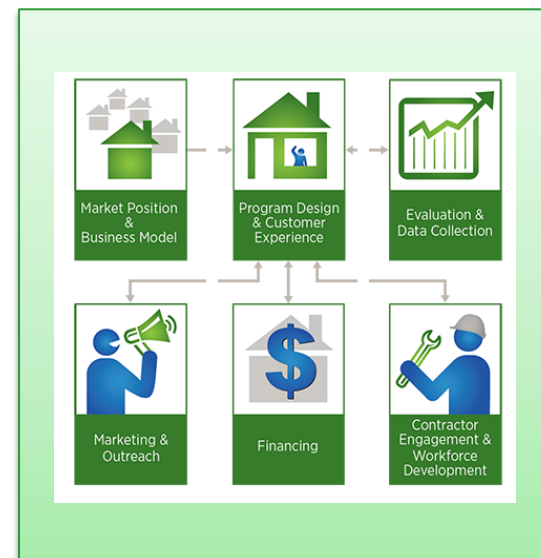 Market Position
&
Business Model
Program Design
& Customer
Experience
Evaluation &
Data Collection
Marketing &
Outreach
$
Financing
Contractor
Engagement &
Workforce
Development